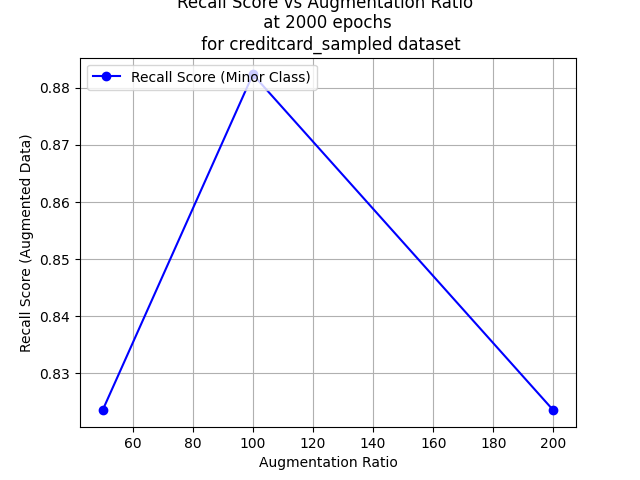 Recall Score vs Augmentation Ratio
at 2000 epochs
for creditcard_sampled dataset
Recall Score (Minor Class)
Recall Score (Augmented Data)
0.88
0.87
0.86
0.85
0.84
0.83
60 80 100 120 140 160 180 200
Augmentation Ratio